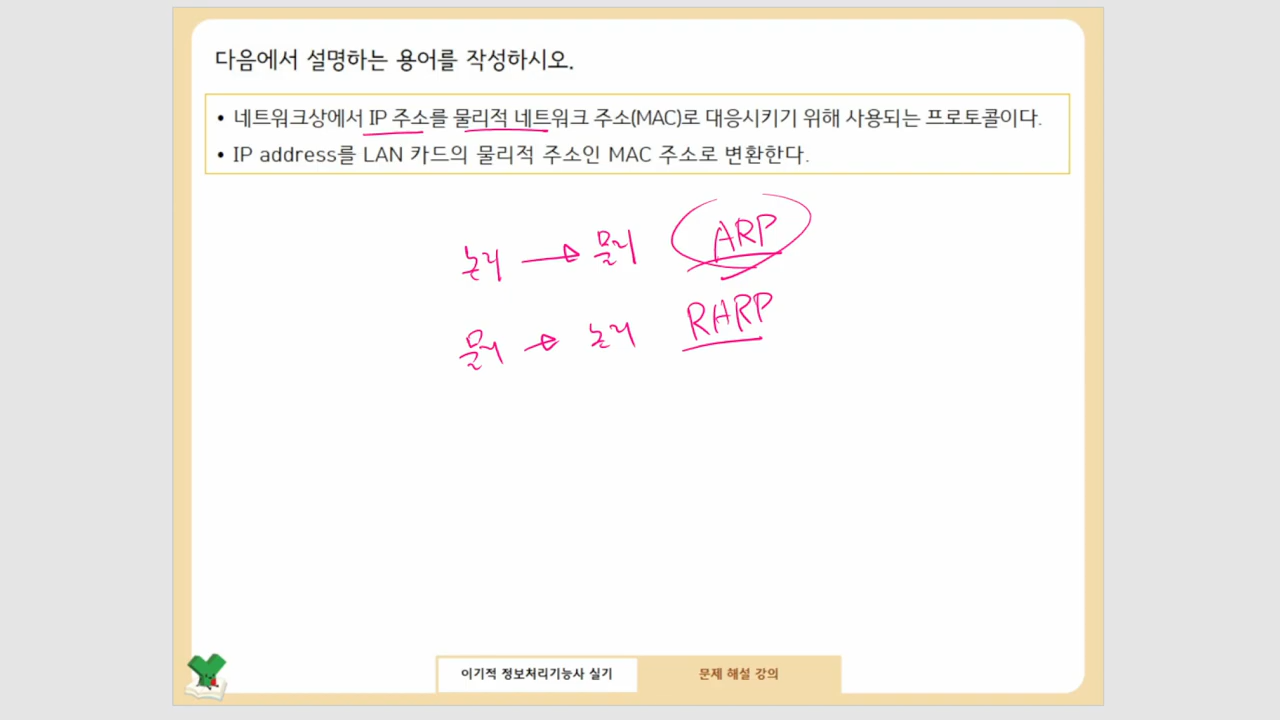 다음에서 설명하는 용어를 작성하시오.
• 네트워크상에서 IP 주소를 물리적 네트워크 주소(MAC)로 대응시키기 위해 사용되는 프로토콜이다.
• IP address를 LAN 카드의 물리적 주소인 MAC 주소로 변환한다.
논리 → 물리 ARP
물리 → 논리 RARP
이기적 정보처리기능사 실기
문제 해설 강의